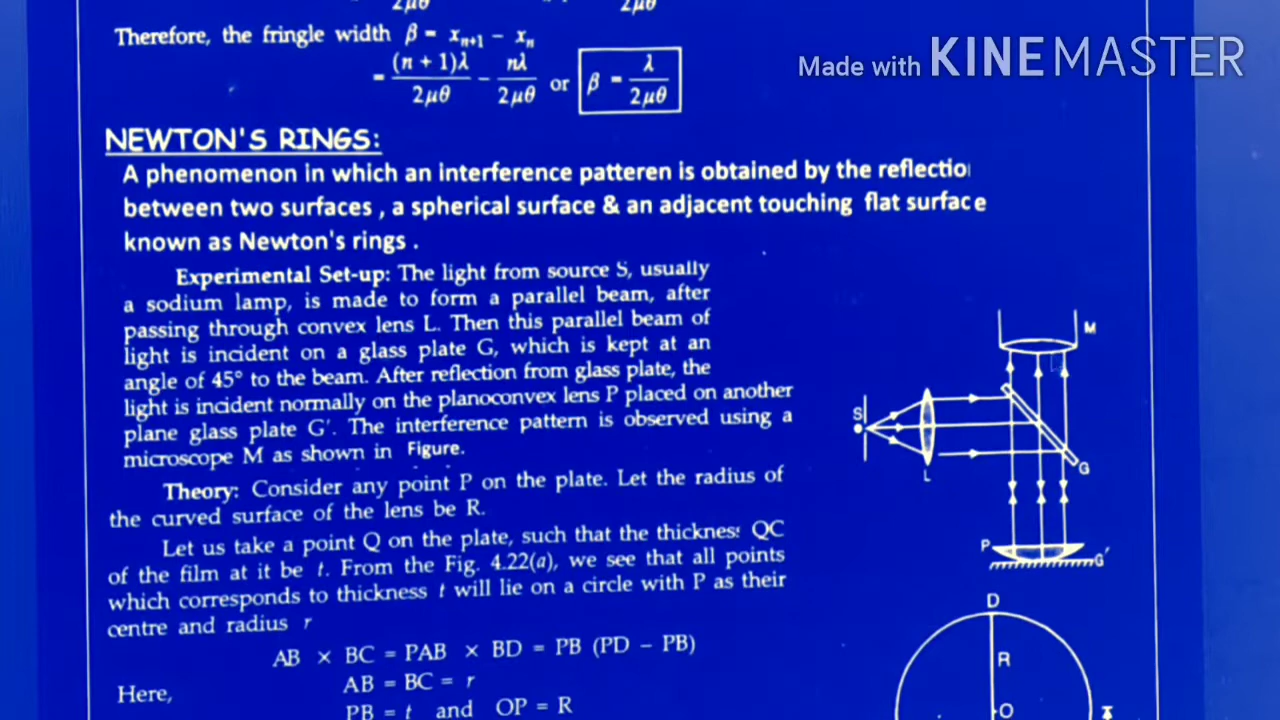 2μθ 2μθ
Therefore, the fringle width β = xₙ₊₁ − xₙ
= (n + 1)λ / 2μθ − nλ / 2μθ or β = λ / 2μθ
Made with KINEMASTER
NEWTON'S RINGS:
A phenomenon in which an interference patteren is obtained by the reflectio
between two surfaces , a spherical surface & an adjacent touching flat surface
known as Newton's rings .
Experimental Set-up: The light from source S, usually
a sodium lamp, is made to form a parallel beam, after
passing through convex lens L. Then this parallel beam of
light is incident on a glass plate G, which is kept at an
angle of 45° to the beam. After reflection from glass plate, the
light is incident normally on the planoconvex lens P placed on another
plane glass plate G'. The interference pattern is observed using a
microscope M as shown in Figure.
Theory: Consider any point P on the plate. Let the radius of
the curved surface of the lens be R.
Let us take a point Q on the plate, such that the thickness QC
of the film at it be t. From the Fig. 4.22(a), we see that all points
which corresponds to thickness t will lie on a circle with P as their
centre and radius r
AB × BC = PAB × BD = PB (PD − PB)
Here, AB = BC = r
PB = t and OP = R
M
S
L
G
P
G'
D
R
O